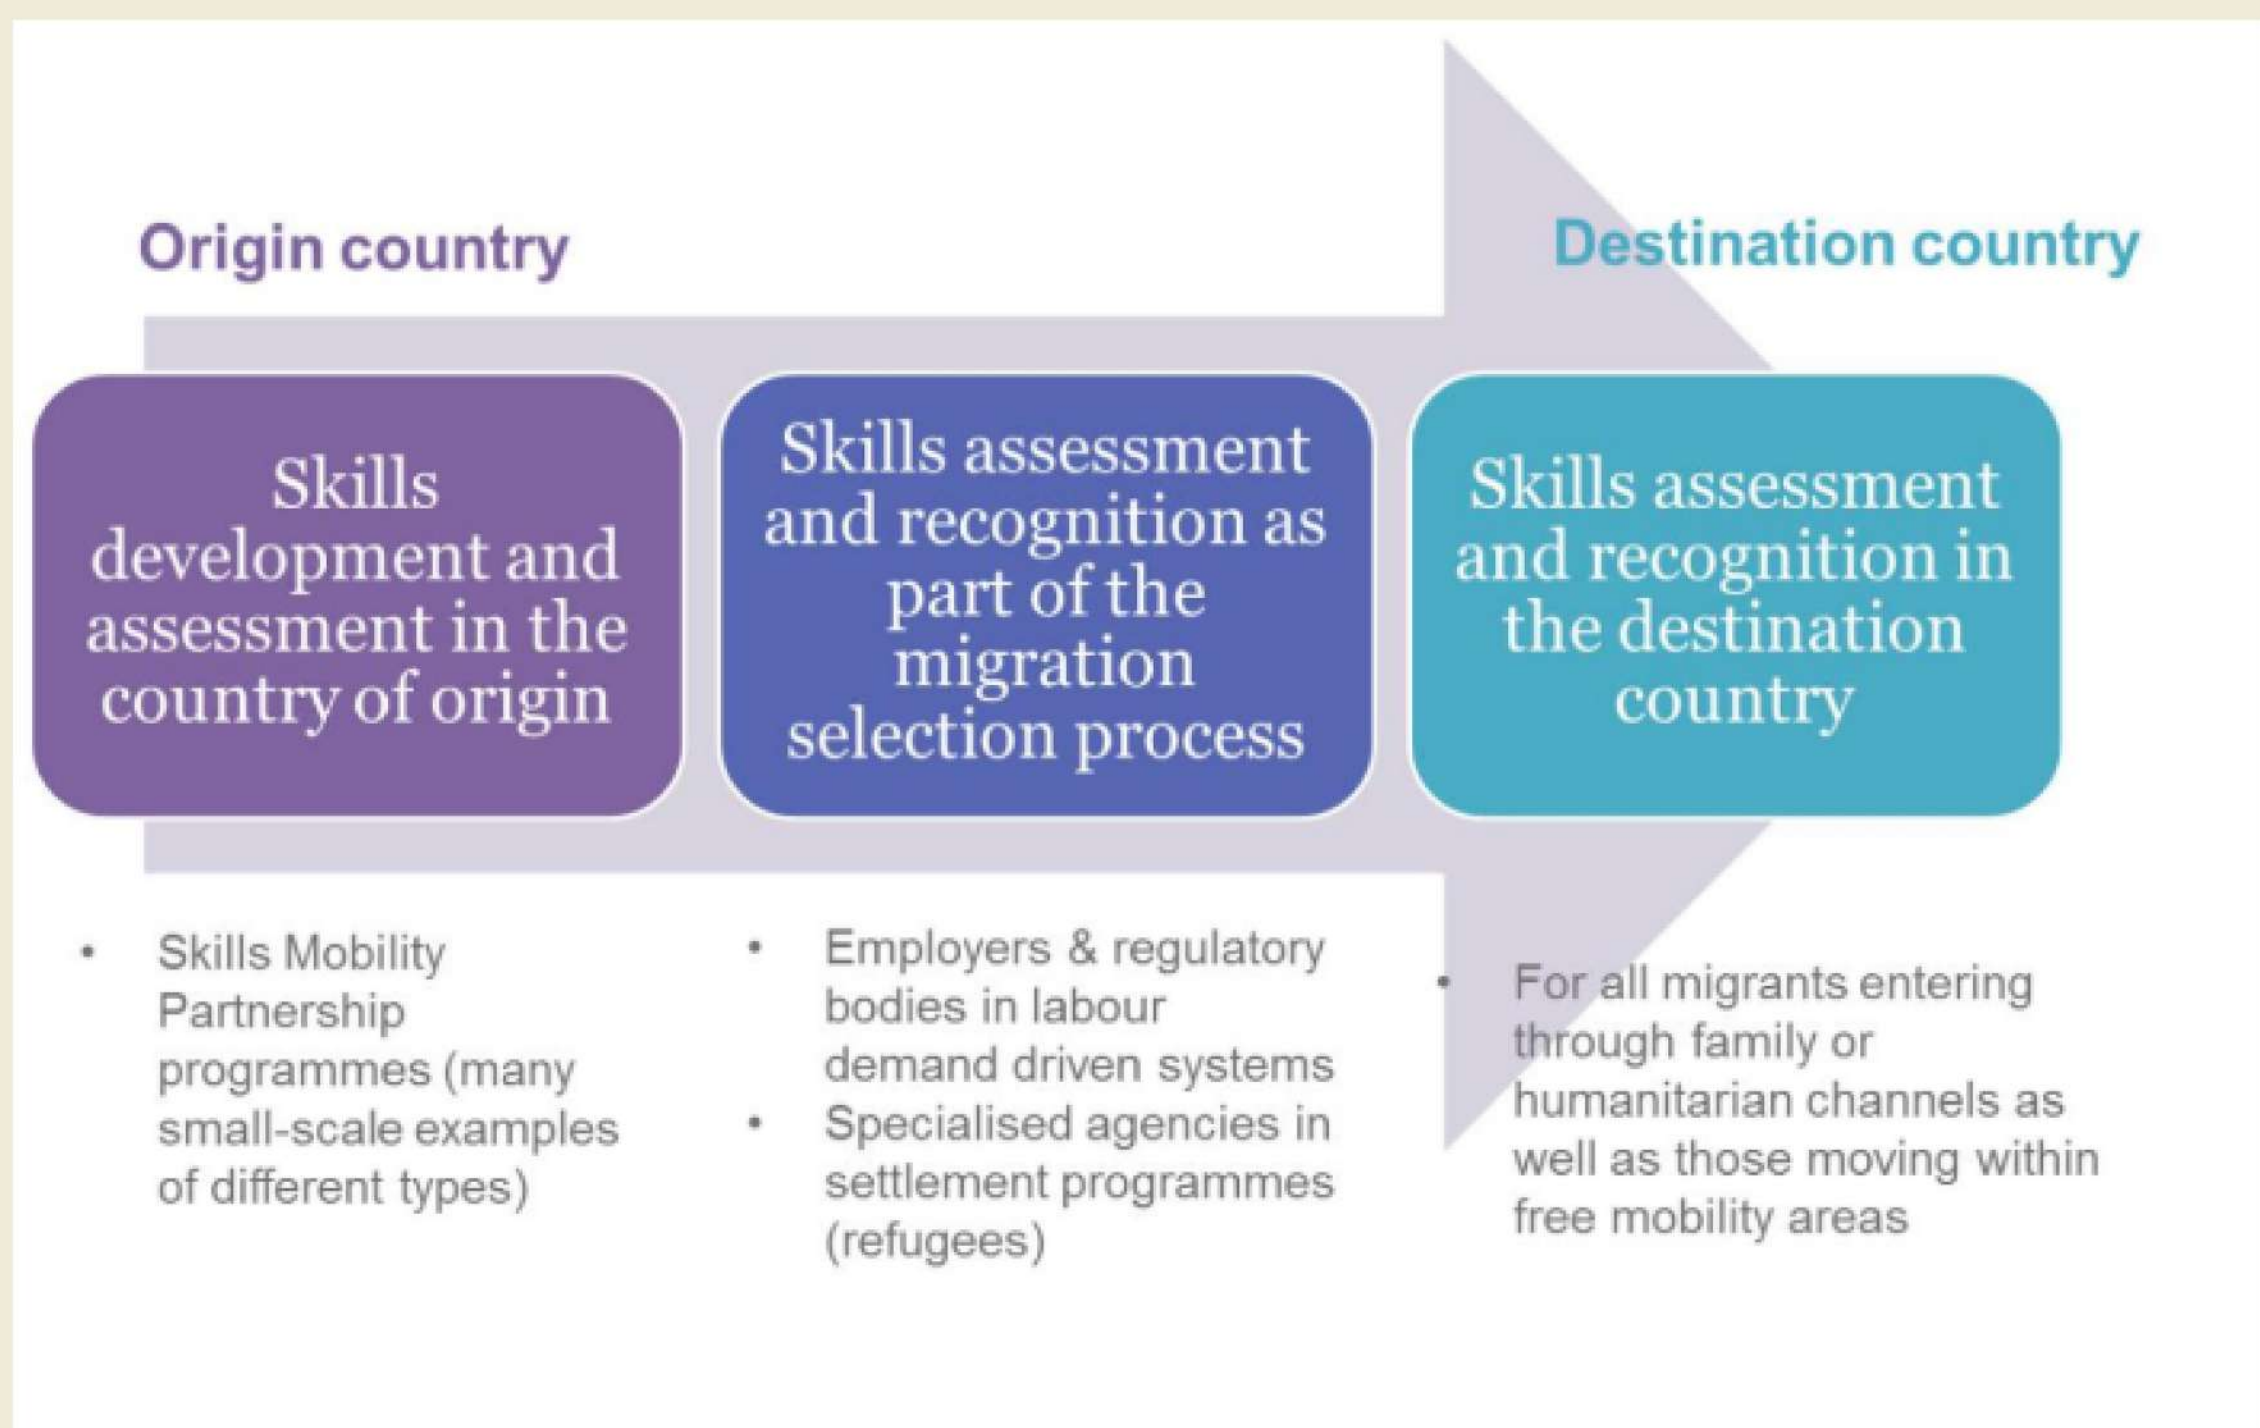 Origin country
Destination country
Skills
development and
assessment in the
country of origin
Skills assessment
and recognition as
part of the
migration
selection process
Skills assessment
and recognition in
the destination
country
• Skills Mobility
Partnership
programmes (many
small-scale examples
of different types)
• Employers & regulatory
bodies in labour
demand driven systems
• Specialised agencies in
settlement programmes
(refugees)
• For all migrants entering
through family or
humanitarian channels as
well as those moving within
free mobility areas